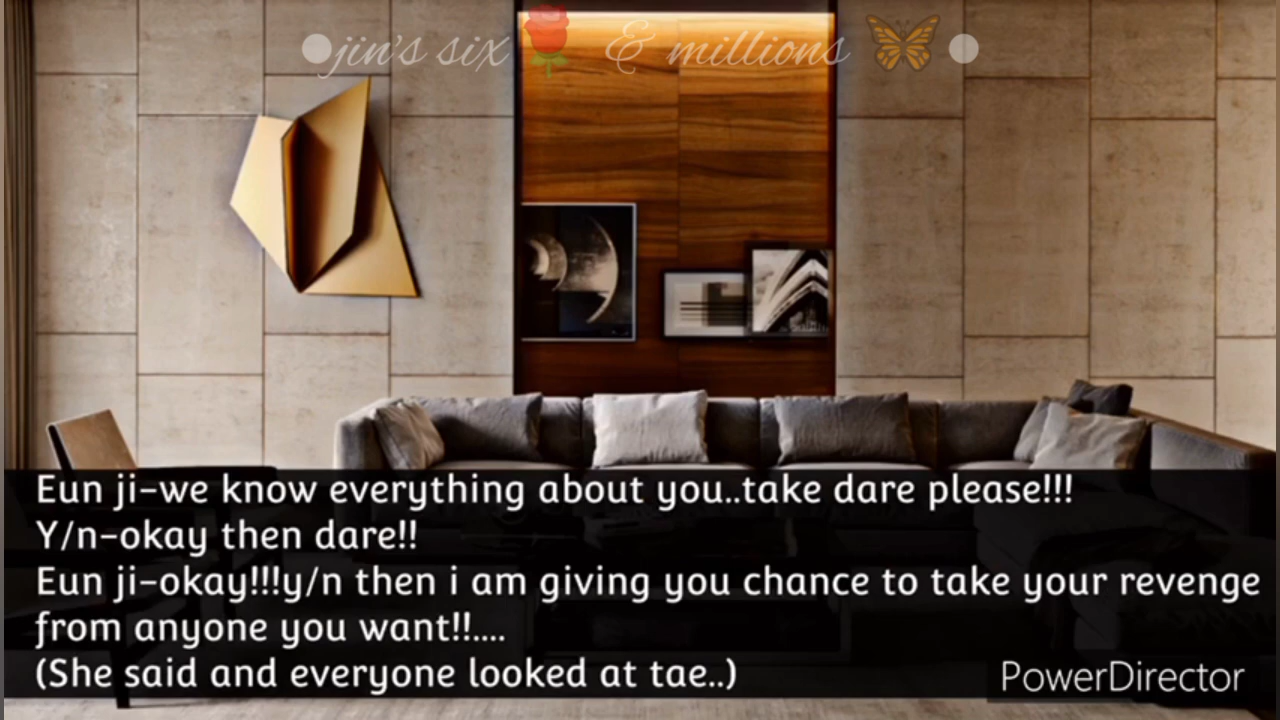 ●jin's six🌹 & millions 🦋●
Eun ji-we know everything about you..take dare please!!!
Y/n-okay then dare!!
Eun ji-okay!!!y/n then i am giving you chance to take your revenge
from anyone you want!!....
(She said and everyone looked at tae..)
PowerDirector